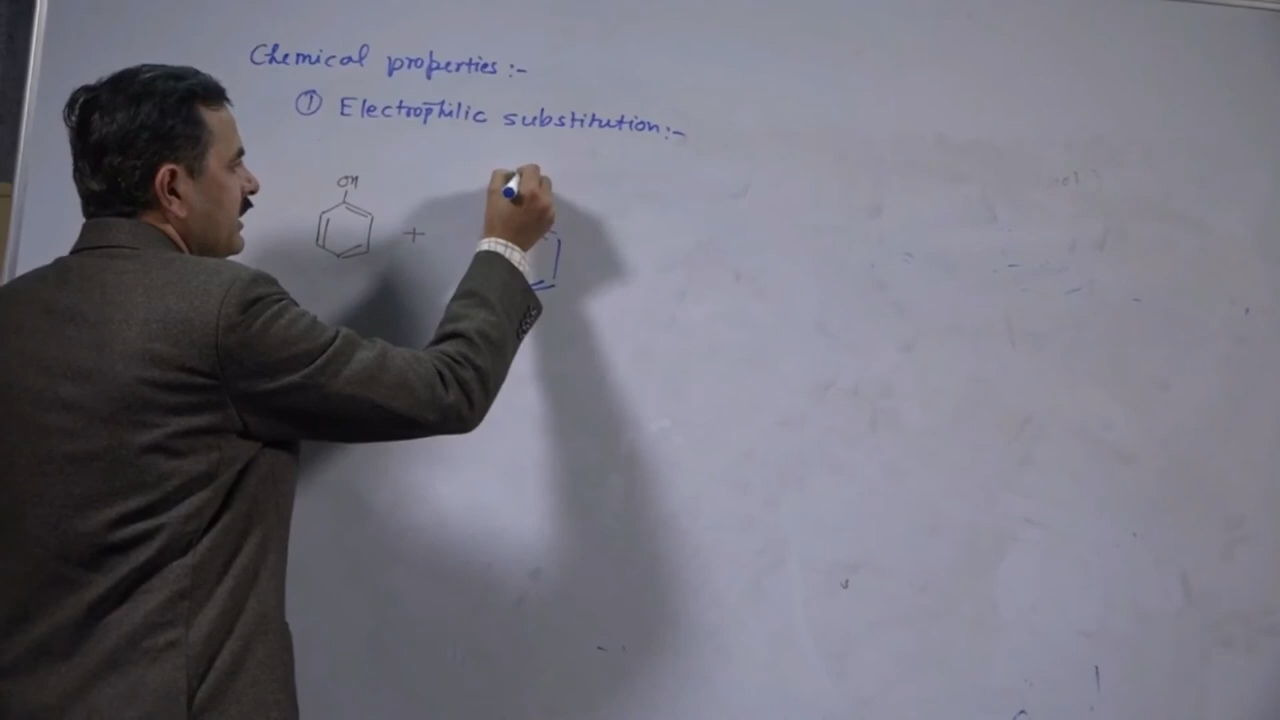 Chemical properties :-
① Electrophilic substitution:-
OH
+